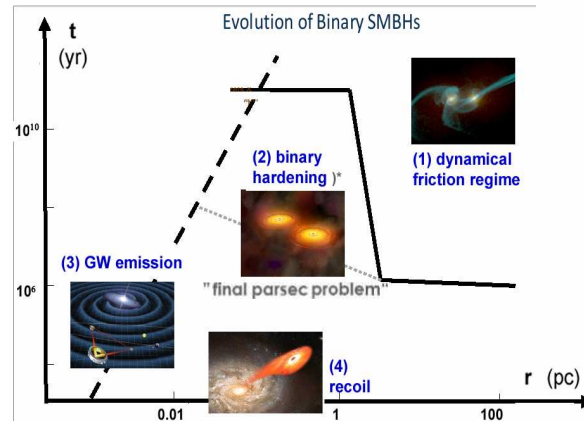 Evolution of Binary SMBHs
t
(yr)
10¹⁰
(2) binary
hardening )*
(1) dynamical
friction regime
(3) GW emission
"final parsec problem"
10⁶
(4)
recoil
r (pc)
0.01
1
100